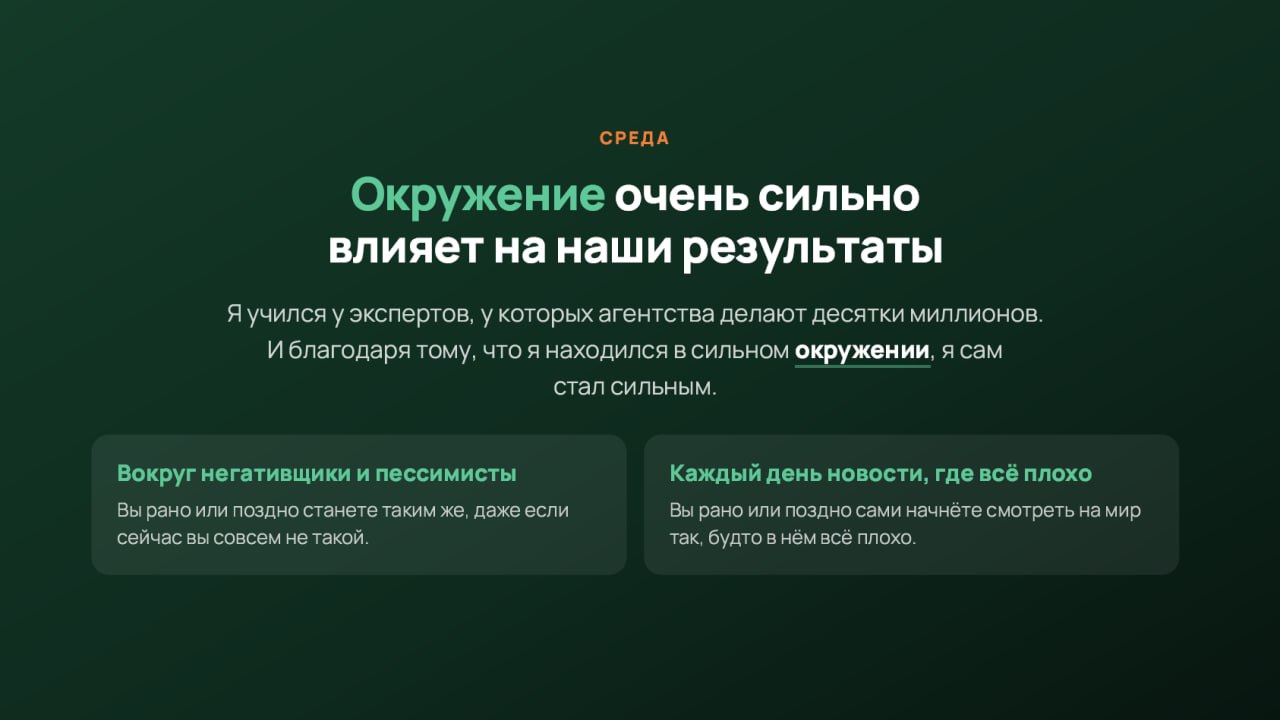 СРЕДА
Окружение очень сильно
влияет на наши результаты
Я учился у экспертов, у которых агентства делают десятки миллионов.
И благодаря тому, что я находился в сильном окружении, я сам
стал сильным.
Вокруг негативщики и пессимисты
Вы рано или поздно станете таким же, даже если
сейчас вы совсем не такой.
Каждый день новости, где всё плохо
Вы рано или поздно сами начнёте смотреть на мир
так, будто в нём всё плохо.